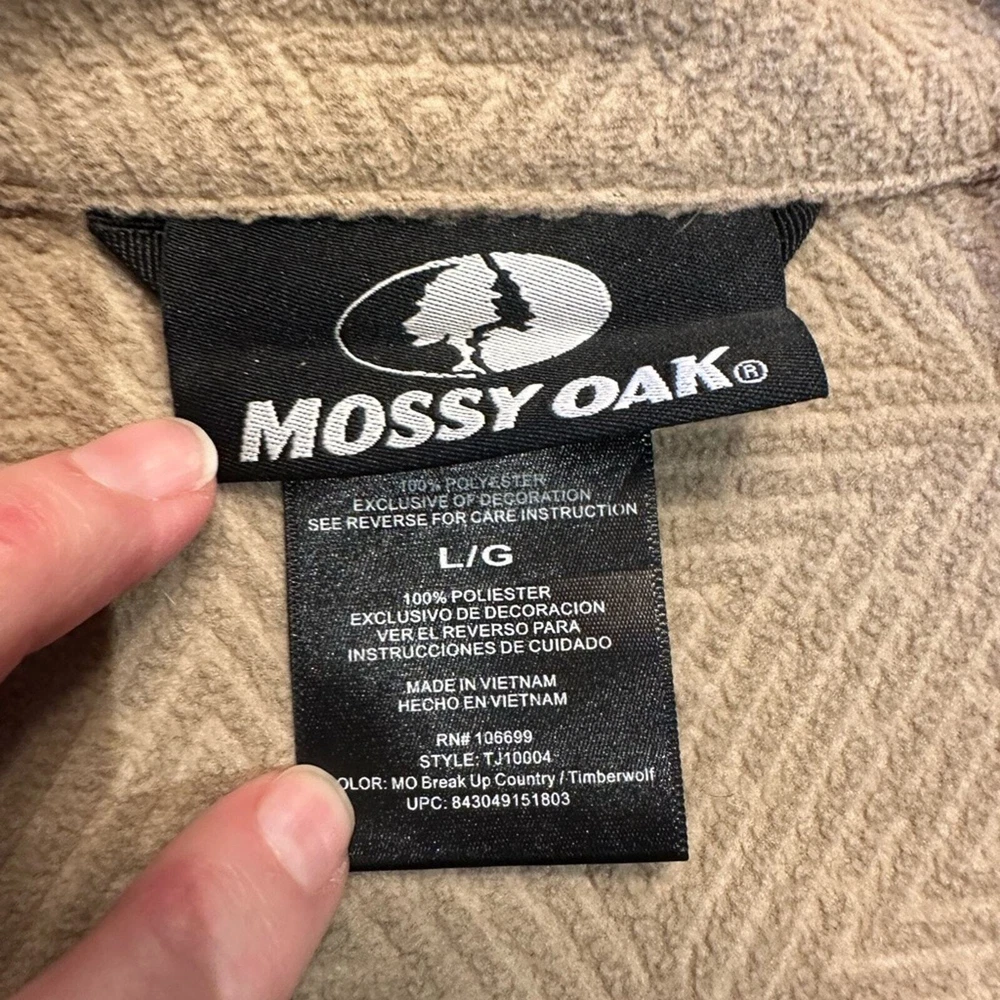 MOSSY OAK®
100% POLYESTER
EXCLUSIVE OF DECORATION
SEE REVERSE FOR CARE INSTRUCTION
L/G
100% POLIESTER
EXCLUSIVO DE DECORACION
VER EL REVERSO PARA
INSTRUCCIONES DE CUIDADO
MADE IN VIETNAM
HECHO EN VIETNAM
RN# 106699
STYLE: TJ10004
OLOR: MO Break Up Country / Timberwolf
UPC: 843049151803